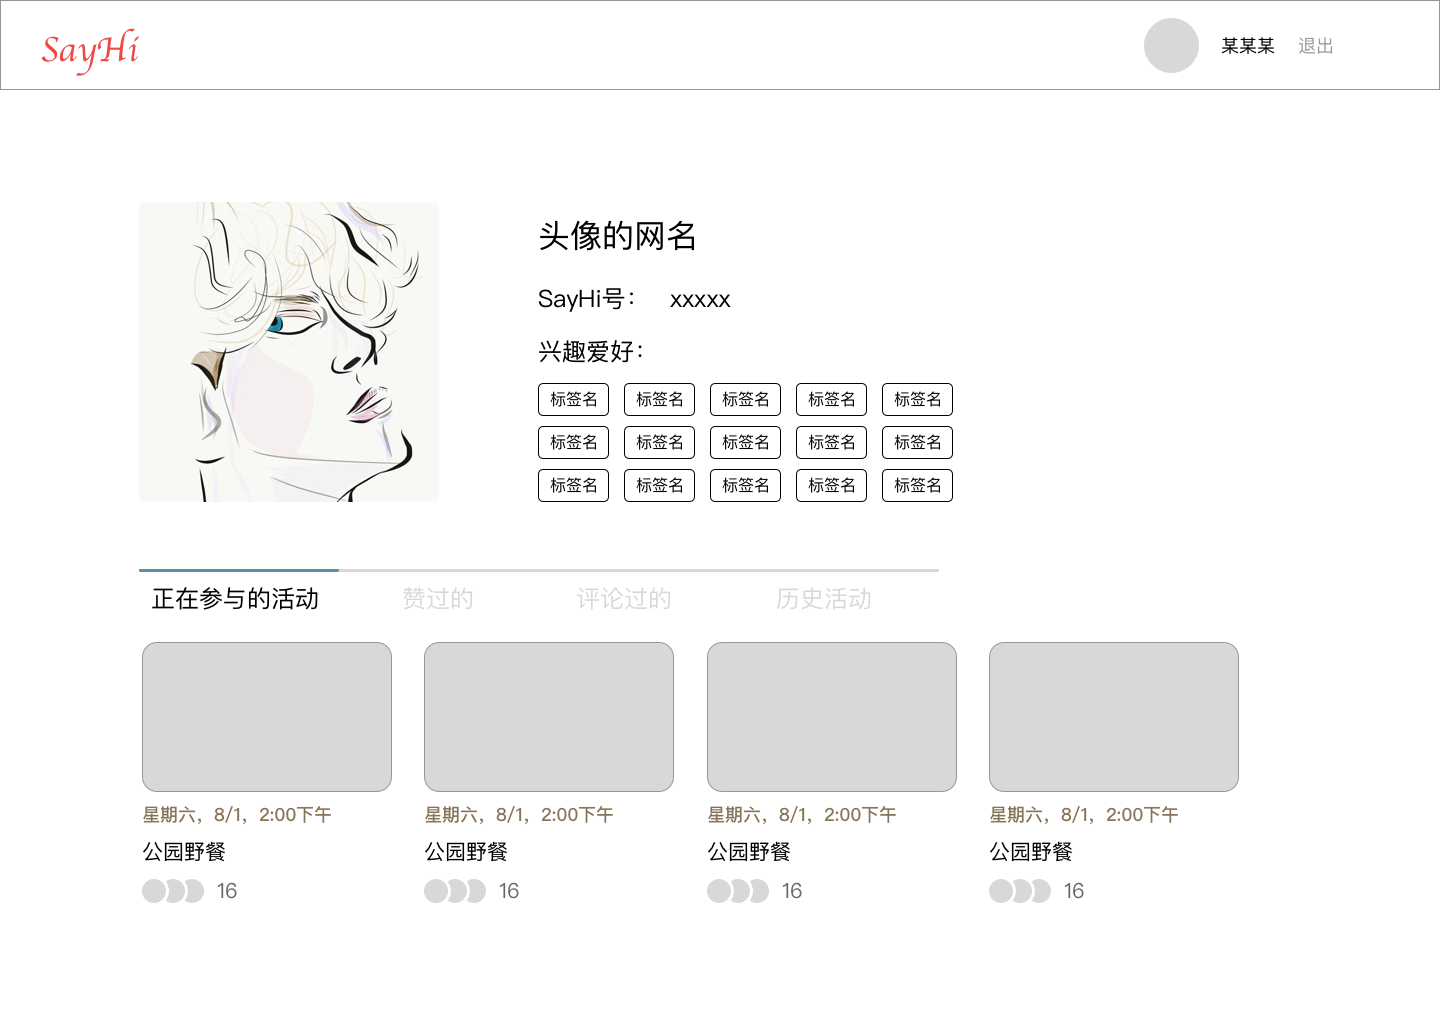 SayHi
某某某 退出
头像的网名
SayHi号： xxxxx
兴趣爱好：
标签名 标签名 标签名 标签名 标签名
标签名 标签名 标签名 标签名 标签名
标签名 标签名 标签名 标签名 标签名
正在参与的活动 赞过的 评论过的 历史活动
星期六，8/1，2:00下午 星期六，8/1，2:00下午 星期六，8/1，2:00下午 星期六，8/1，2:00下午
公园野餐 公园野餐 公园野餐 公园野餐
16 16 16 16